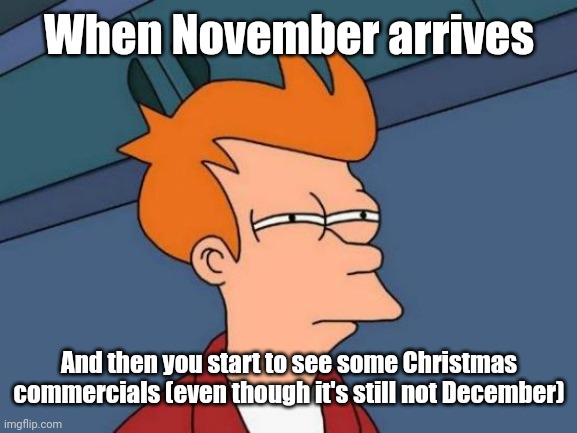 When November arrives
And then you start to see some Christmas
commercials (even though it's still not December)
imgflip.com